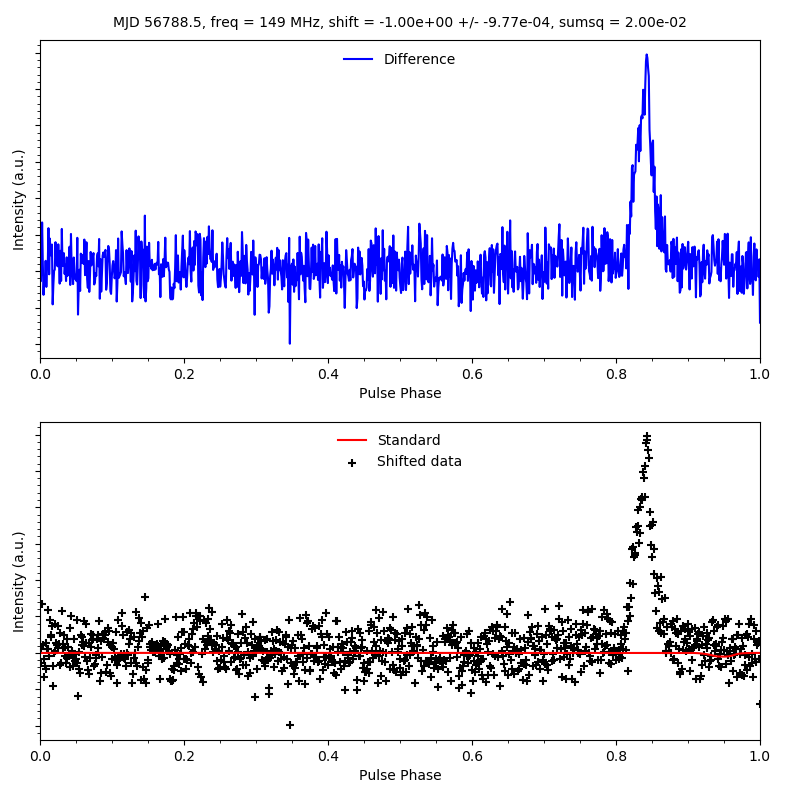 MJD 56788.5, freq = 149 MHz, shift = -1.00e+00 +/- -9.77e-04, sumsq = 2.00e-02
Difference
Intensity (a.u.)
0.0 0.2 0.4 0.6 0.8 1.0
Pulse Phase
Standard
Shifted data
Intensity (a.u.)
0.0 0.2 0.4 0.6 0.8 1.0
Pulse Phase